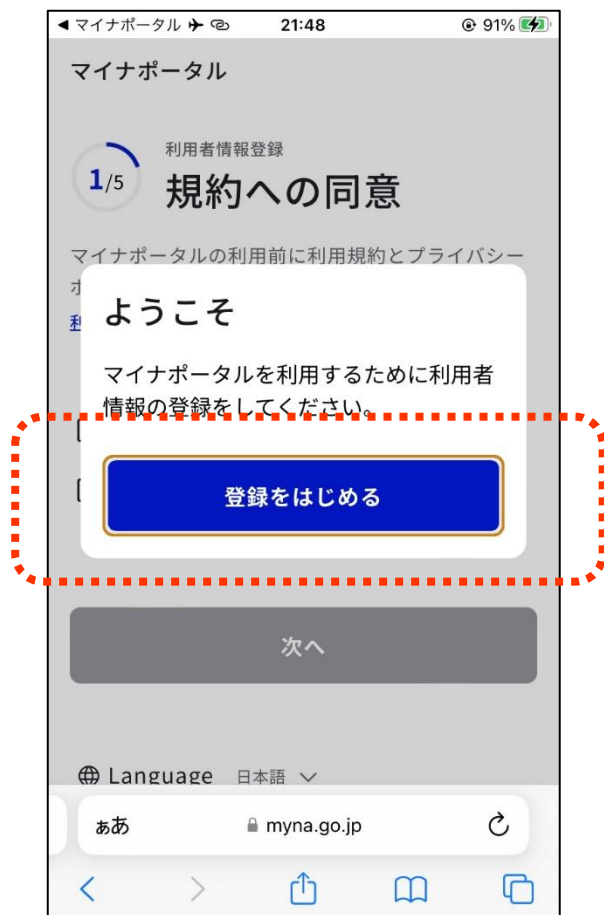 ◀マイナポータル 21:48 91%
マイナポータル
1/5
利用者情報登録
規約への同意
マイナポータルの利用前に利用規約とプライバシー
ようこそ
マイナポータルを利用するために利用者
情報の登録をしてください。
登録をはじめる
次へ
Language 日本語
ぁあ myna.go.jp